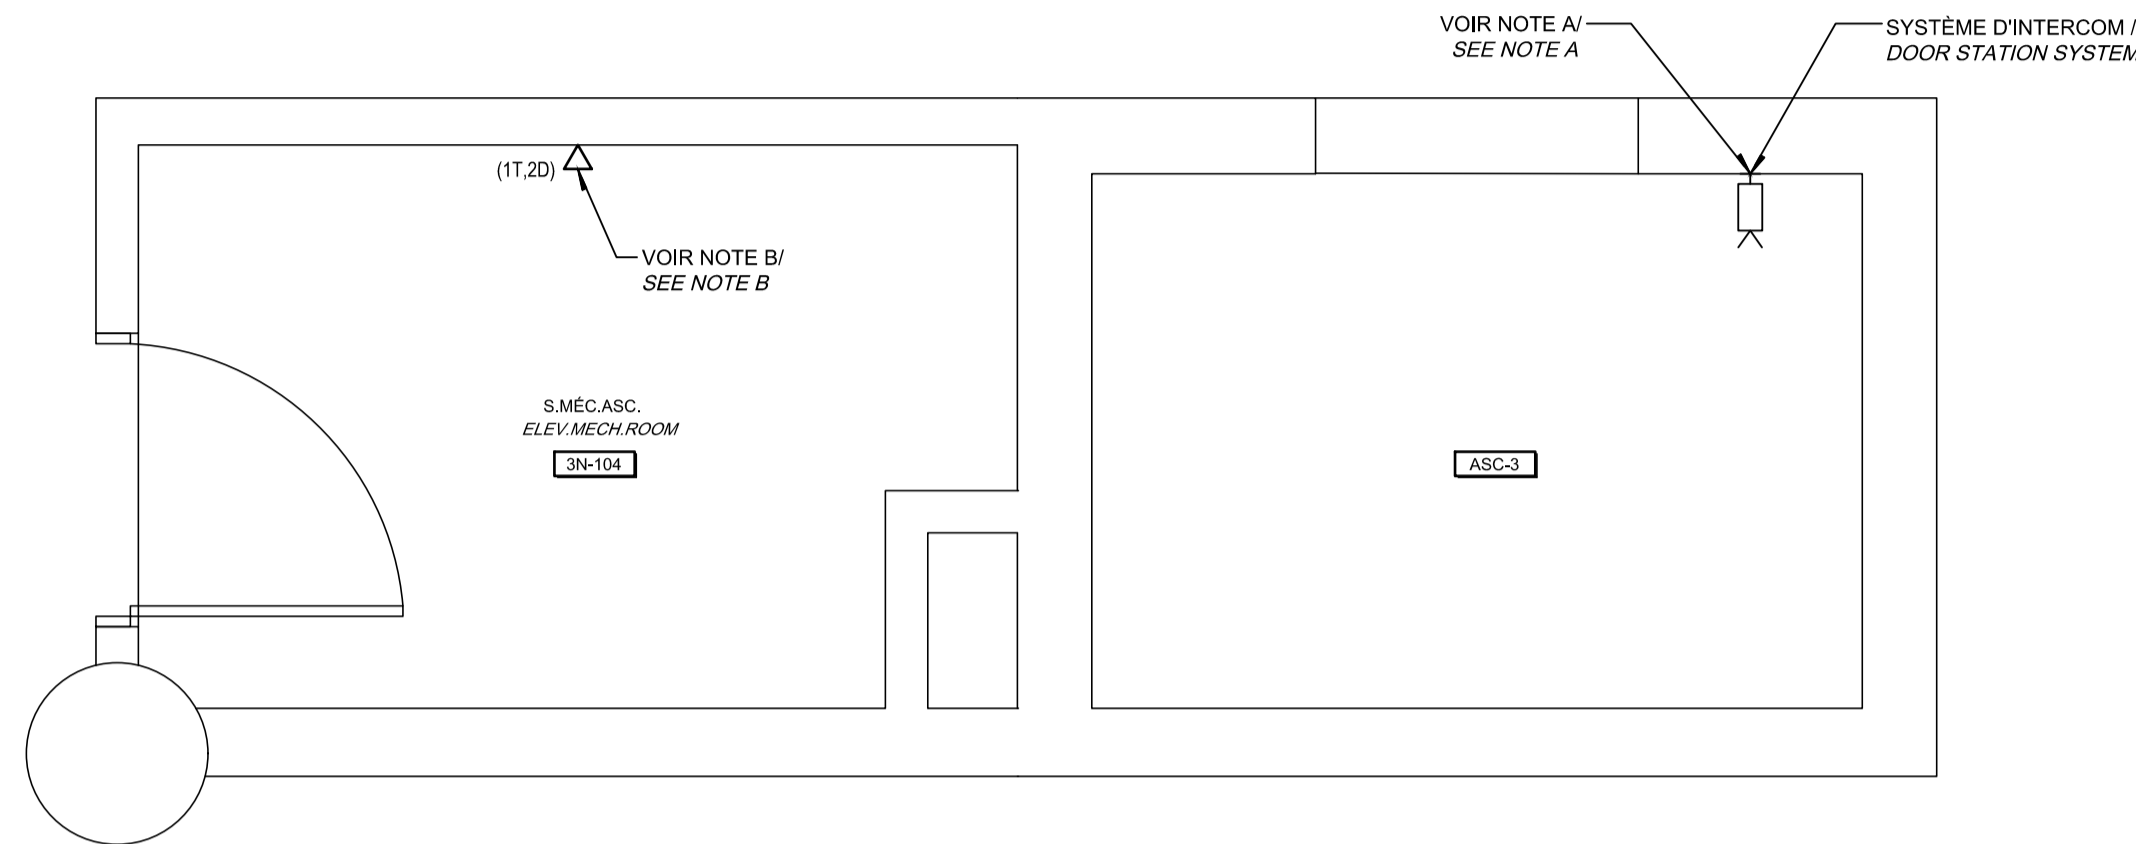 VOIR NOTE A/
SEE NOTE A
SYSTÈME D'INTERCOM /
DOOR STATION SYSTEM
(1T,2D)
VOIR NOTE B/
SEE NOTE B
S.MÉC.ASC.
ELEV.MECH.ROOM
3N-104
ASC-3